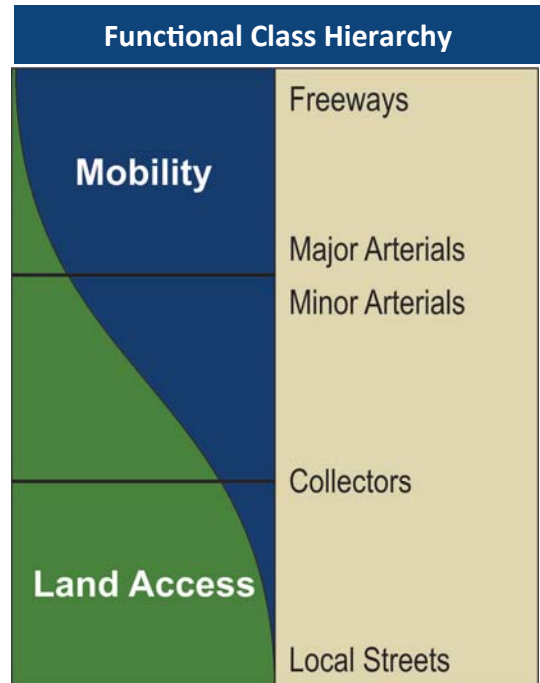 Functional Class Hierarchy
Mobility
Land Access
Freeways
Major Arterials
Minor Arterials
Collectors
Local Streets